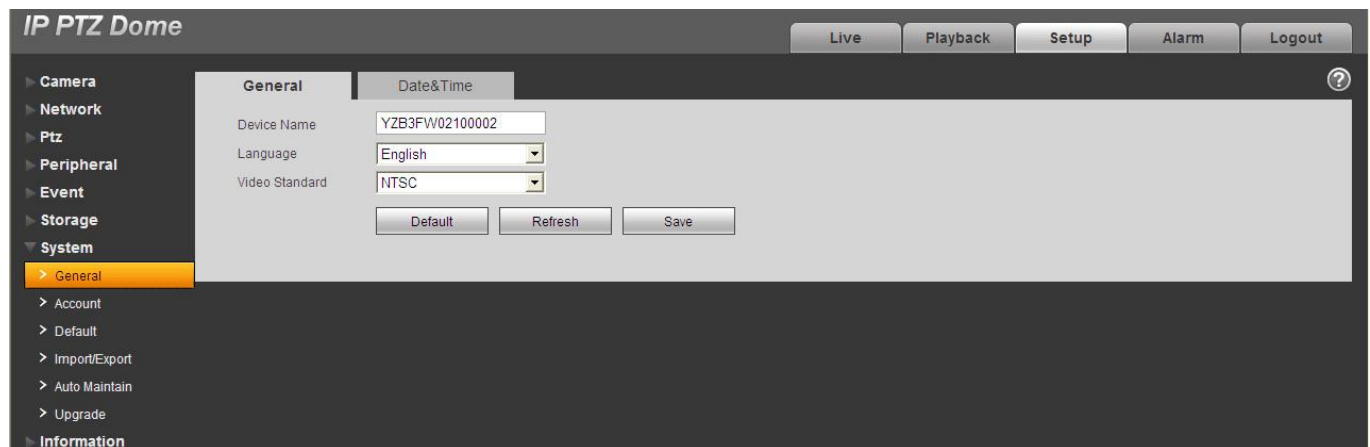 IP PTZ Dome
Live Playback Setup Alarm Logout
Camera
Network
Ptz
Peripheral
Event
Storage
System
> General
> Account
> Default
> Import/Export
> Auto Maintain
> Upgrade
Information
General Date&Time
?
Device Name YZB3FW02100002
Language English
Video Standard NTSC
Default Refresh Save